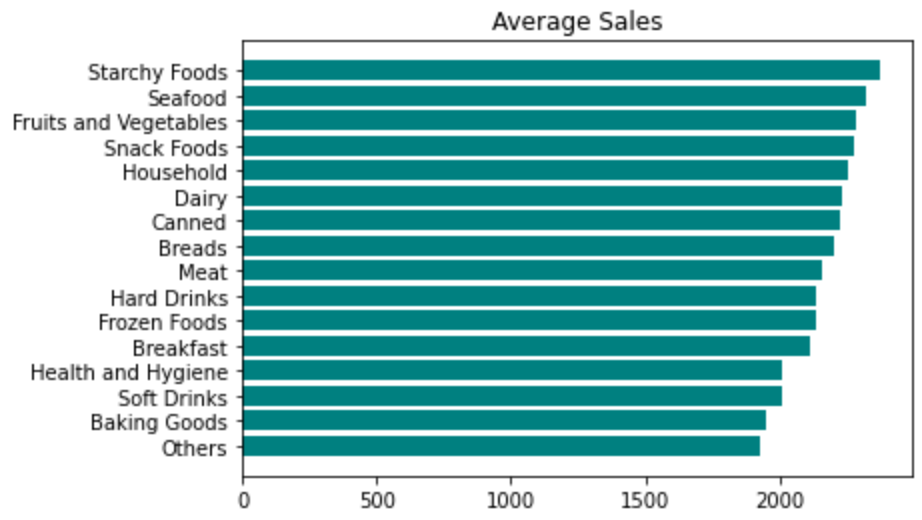 Average Sales
Starchy Foods
Seafood
Fruits and Vegetables
Snack Foods
Household
Dairy
Canned
Breads
Meat
Hard Drinks
Frozen Foods
Breakfast
Health and Hygiene
Soft Drinks
Baking Goods
Others
0 500 1000 1500 2000